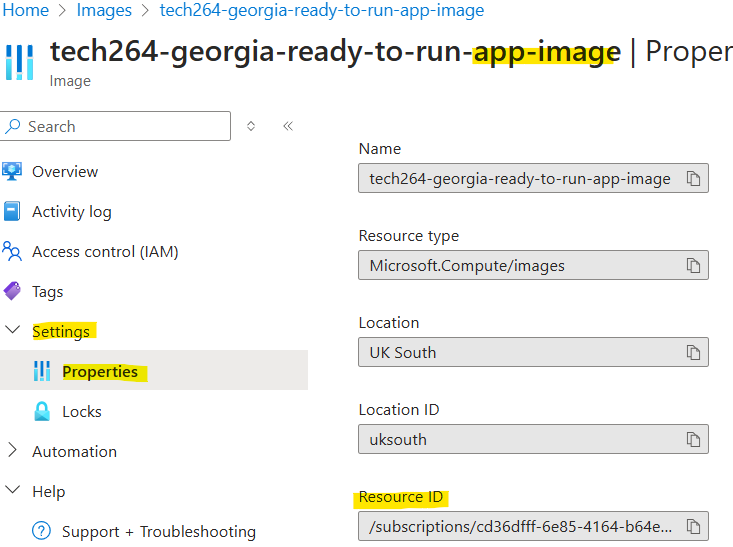 Home > Images > tech264-georgia-ready-to-run-app-image
tech264-georgia-ready-to-run-app-image | Proper
Image
Search
Overview
Activity log
Access control (IAM)
Tags
Settings
Properties
Locks
Automation
Help
Support + Troubleshooting
Name
tech264-georgia-ready-to-run-app-image
Resource type
Microsoft.Compute/images
Location
UK South
Location ID
uksouth
Resource ID
/subscriptions/cd36dfff-6e85-4164-b64e...